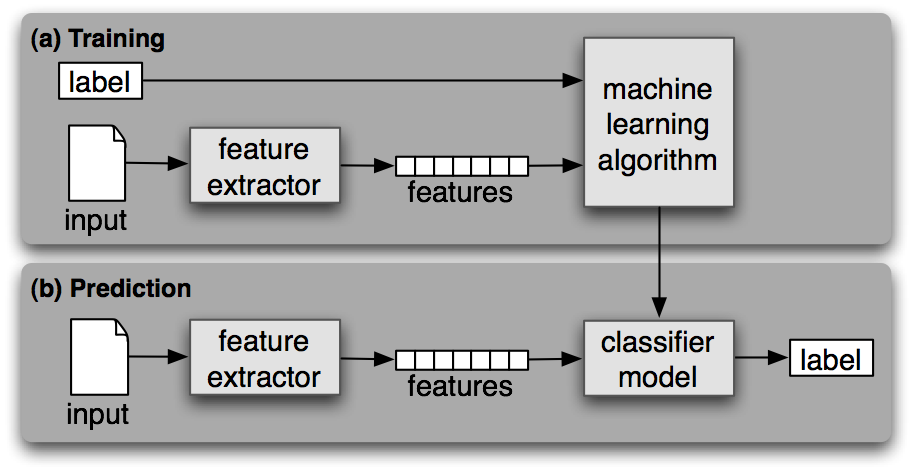 (a) Training
label
machine
learning
algorithm
feature
extractor
features
input
(b) Prediction
feature
extractor
features
input
classifier
model
label